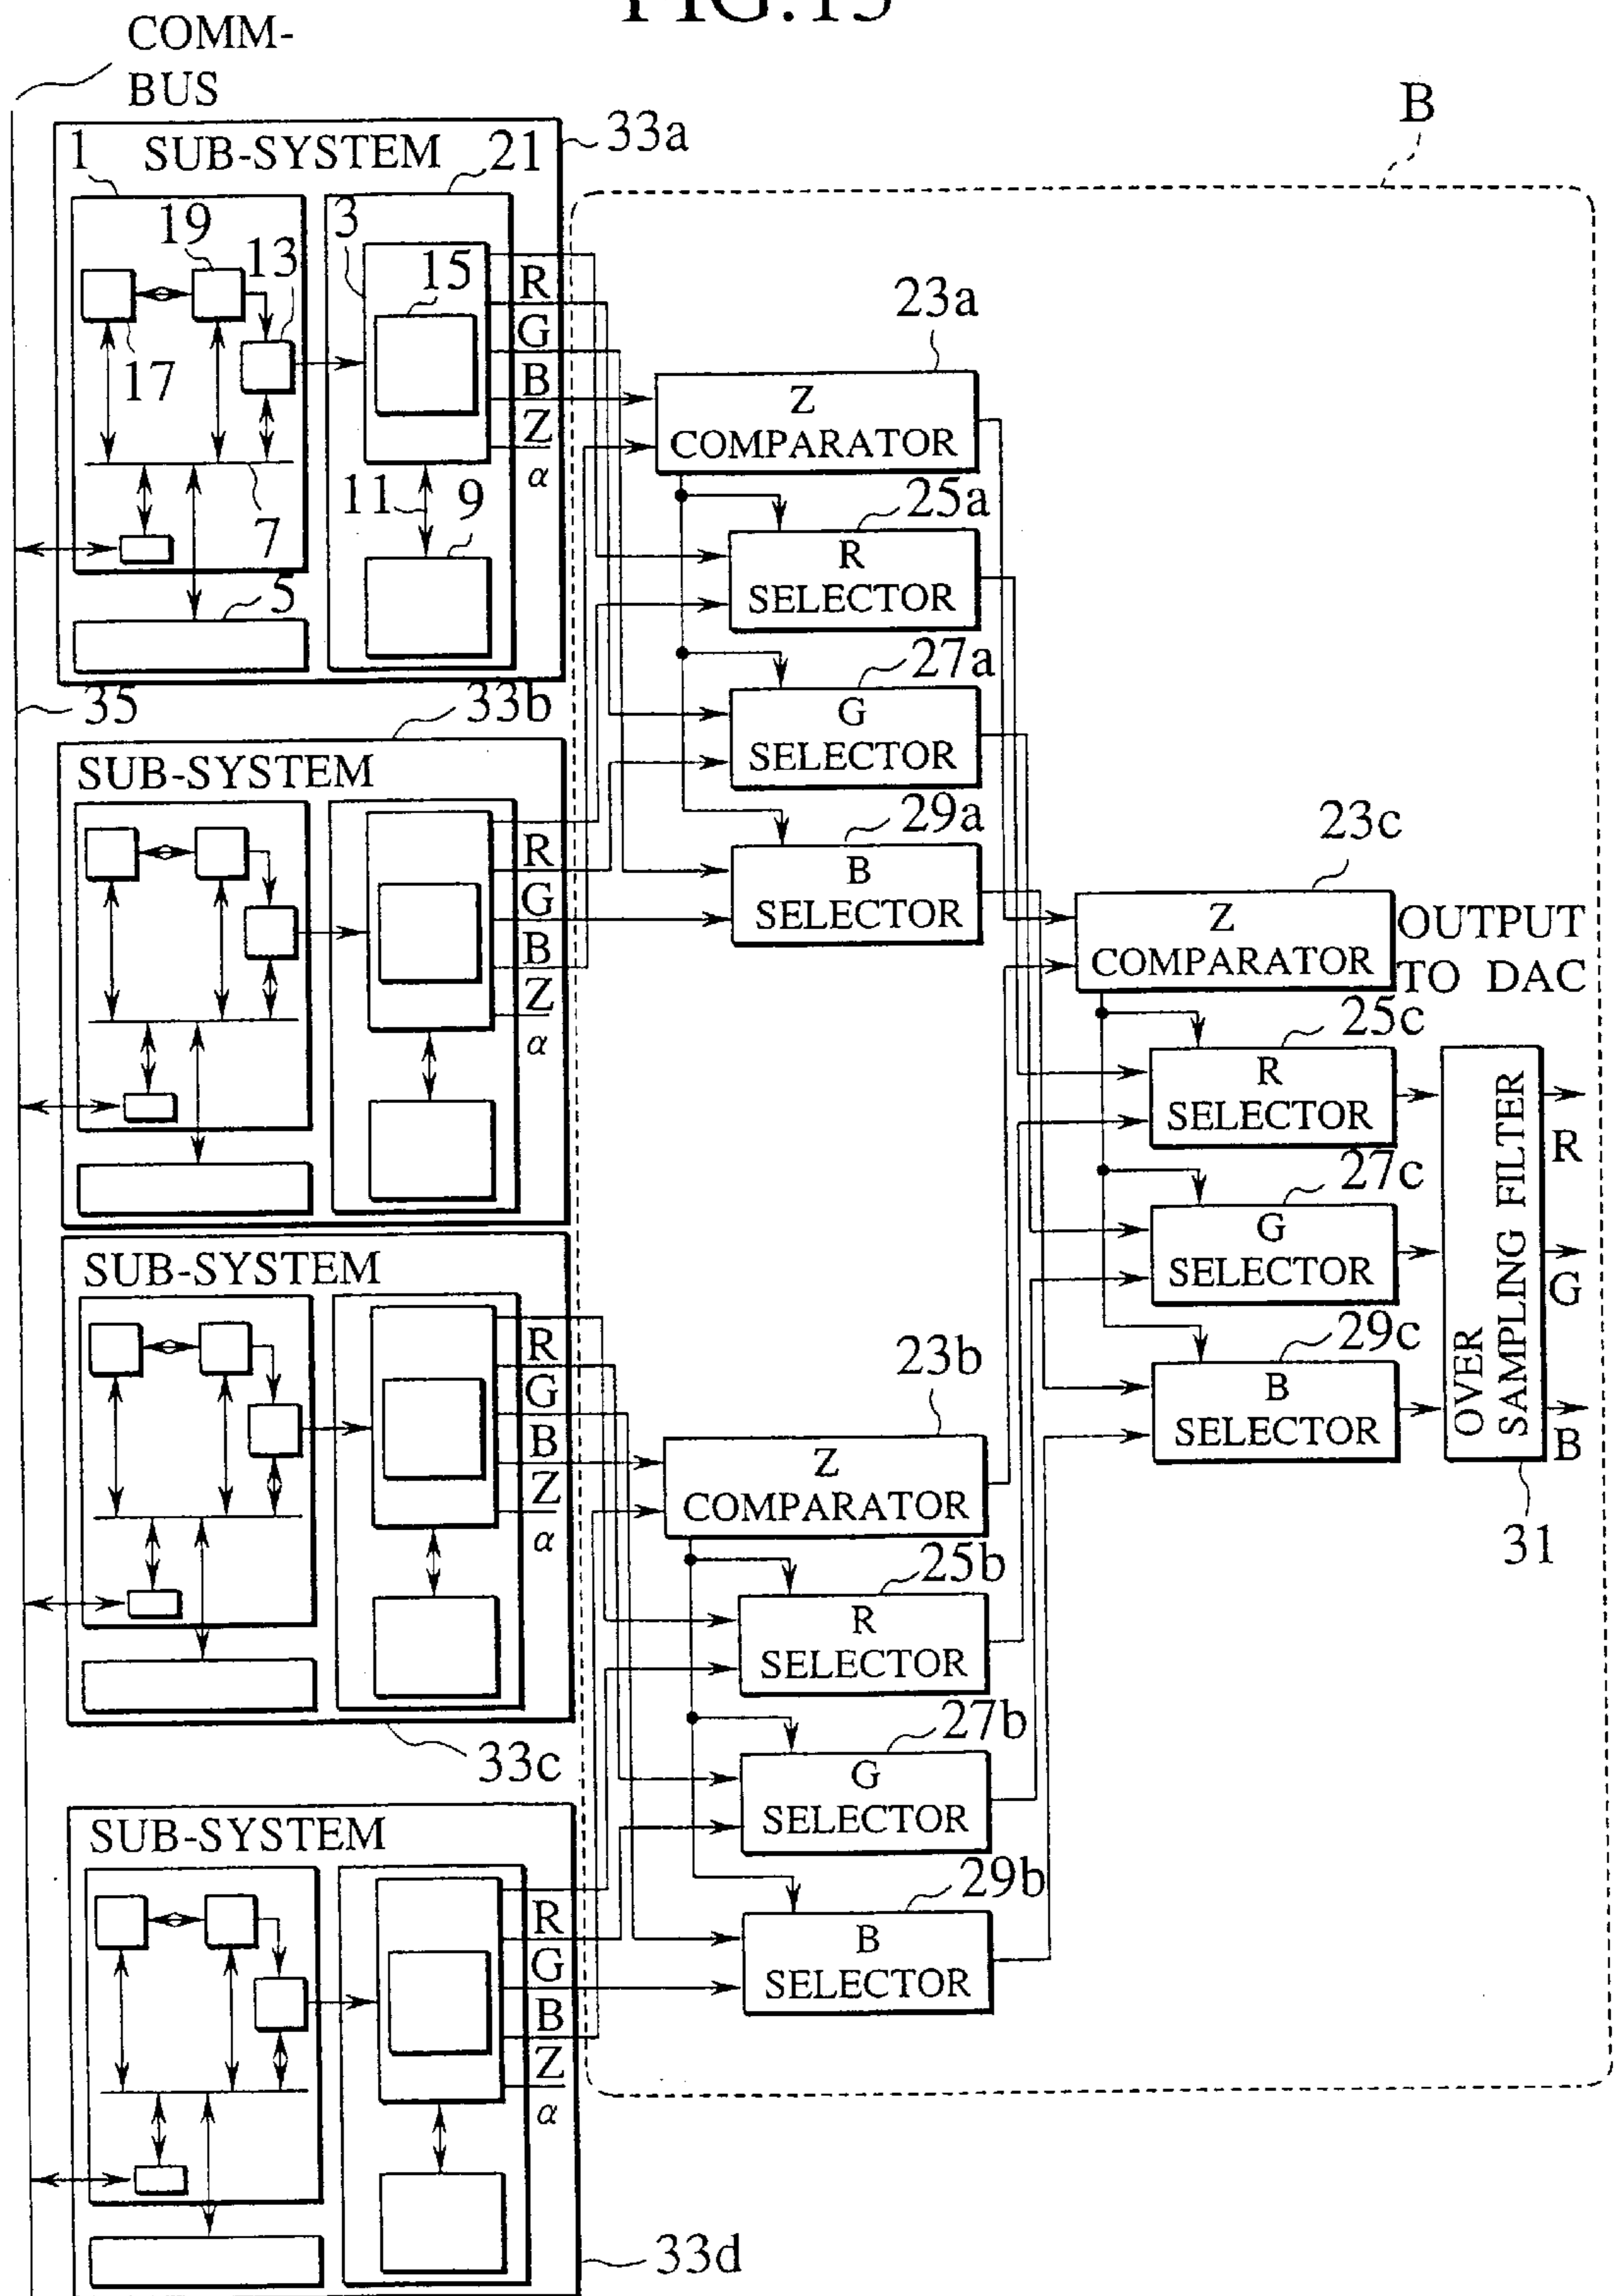 FIG.15
COMM-
BUS
B
SUB-SYSTEM
33a
1
21
19
13
3
15
17
R
G
B
Z
α
11
9
7
5
35
23a
Z
COMPARATOR
25a
R
SELECTOR
27a
G
SELECTOR
29a
B
SELECTOR
33b
SUB-SYSTEM
R
G
B
Z
α
23c
Z
COMPARATOR
OUTPUT
TO DAC
25c
R
SELECTOR
27c
G
SELECTOR
29c
B
SELECTOR
OVER
SAMPLING FILTER
R
G
B
31
SUB-SYSTEM
R
G
B
Z
α
33c
23b
Z
COMPARATOR
25b
R
SELECTOR
27b
G
SELECTOR
29b
B
SELECTOR
SUB-SYSTEM
R
G
B
Z
α
33d